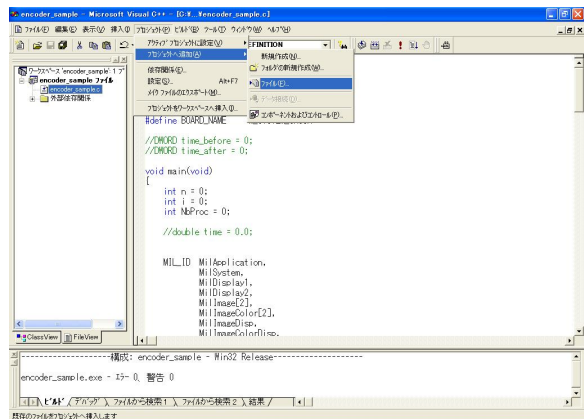 encoder_sample - Microsoft Visual C++ - [C:¥...¥encoder_sample.c]
ファイル(F) 編集(E) 表示(V) 挿入(I) プロジェクト(P) ビルド(B) ツール(T) ウィンドウ(W) ヘルプ(H)
アクティブ プロジェクトに設定(V)
プロジェクトへ追加(A)
依存関係(E)...
設定(S)... Alt+F7
メイク ファイルのエクスポート(M)...
プロジェクトをワークスペースへ挿入(I)...
新規作成(N)...
フォルダの新規作成(W)...
ファイル(F)...
データ接続(C)...
コンポーネントおよびコントロール(P)...
EFINITION
ワークスペース 'encoder_sample': 1 プ
encoder_sample ファイル
encoder_sample.c
外部依存関係
#define BOARD_NAME
//DWORD time_before = 0;
//DWORD time_after = 0;
void main(void)
{
int n = 0;
int i = 0;
int NbProc = 0;
//double time = 0.0;
MIL_ID MilApplication,
MilSystem,
MilDisplay1,
MilDisplay2,
MilImage[2],
MilImageColor[2],
MilImageDisp,
MilImageColorDisp,
ClassView FileView
--------------------構成: encoder_sample - Win32 Release--------------------
encoder_sample.exe - エラー 0、警告 0
ビルド デバッグ ファイルから検索 1 ファイルから検索 2 結果
既存のファイルをプロジェクトへ挿入します